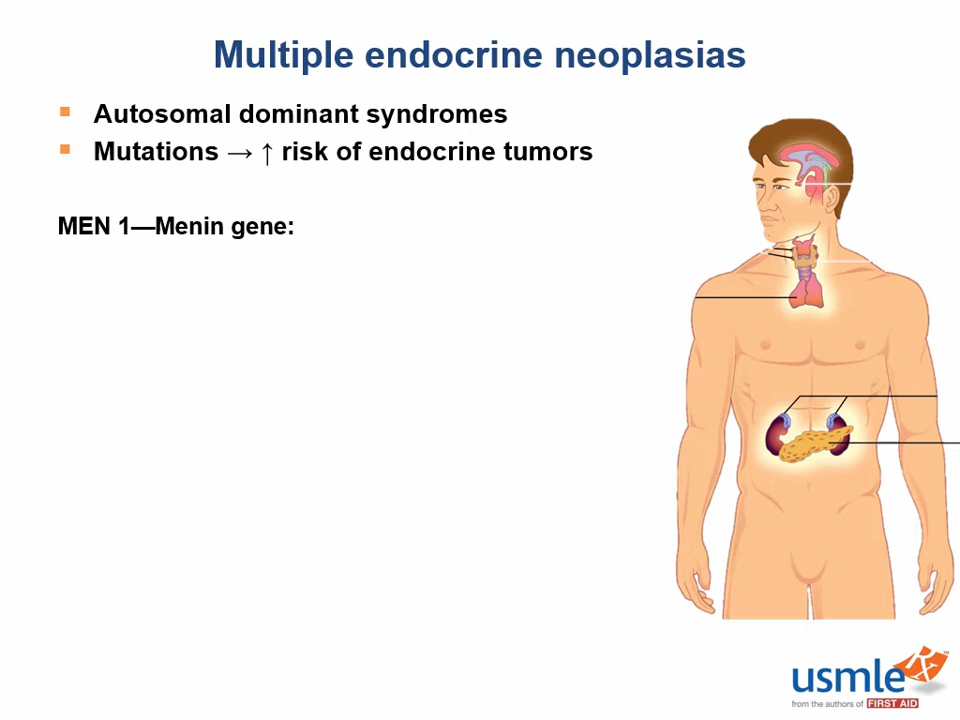 Multiple endocrine neoplasias
Autosomal dominant syndromes
Mutations → ↑ risk of endocrine tumors
MEN 1—Menin gene:
usmle Rx™
from the authors of FIRST AID